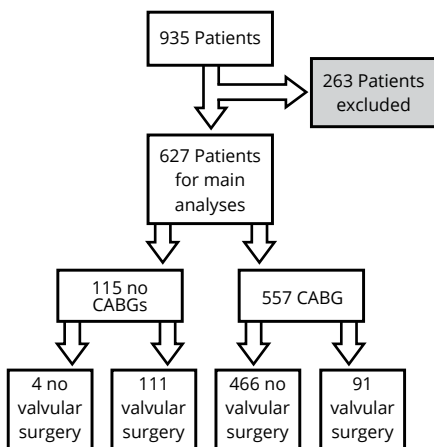 935 Patients
263 Patients
excluded
627 Patients
for main
analyses
115 no
CABGs
557 CABG
4 no
valvular
surgery
111
valvular
surgery
466 no
valvular
surgery
91
valvular
surgery